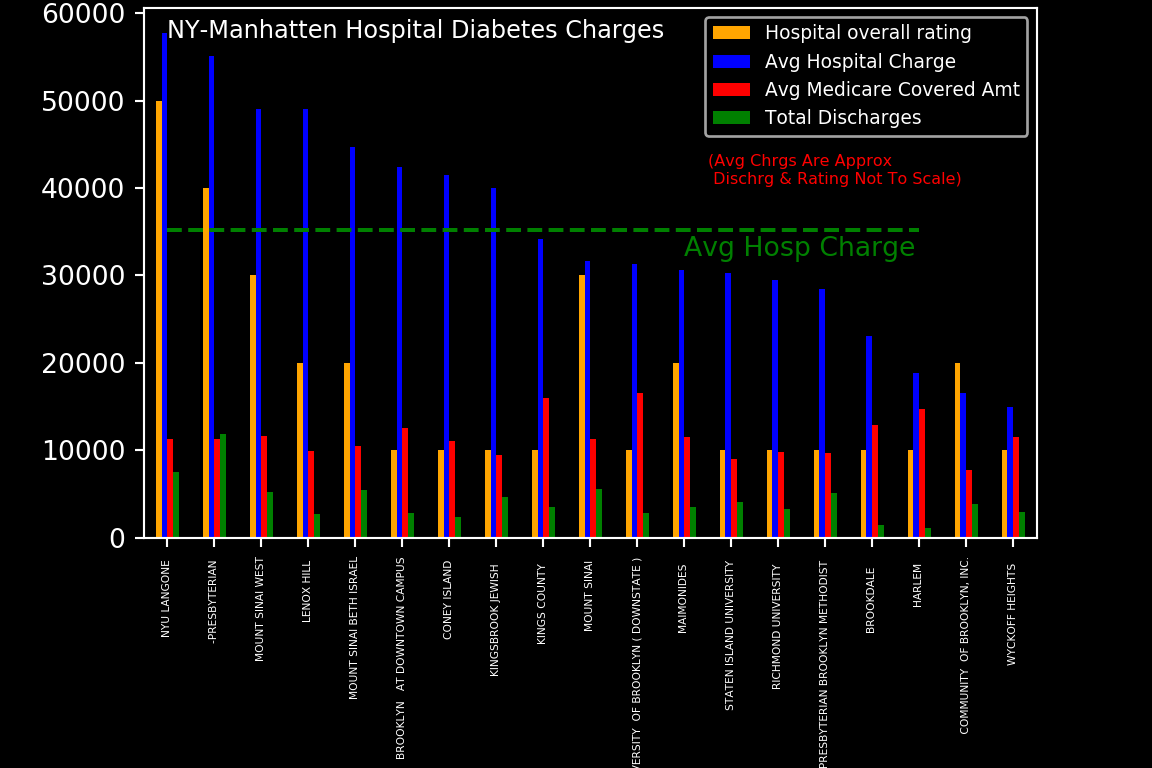 NY-Manhatten Hospital Diabetes Charges
Hospital overall rating
Avg Hospital Charge
Avg Medicare Covered Amt
Total Discharges
(Avg Chrgs Are Approx
Dischrg & Rating Not To Scale)
Avg Hosp Charge
60000
50000
40000
30000
20000
10000
0
NYU LANGONE
-PRESBYTERIAN
MOUNT SINAI WEST
LENOX HILL
MOUNT SINAI BETH ISRAEL
BROOKLYN   AT DOWNTOWN CAMPUS
CONEY ISLAND
KINGSBROOK JEWISH
KINGS COUNTY
MOUNT SINAI
VERSITY  OF BROOKLYN ( DOWNSTATE )
MAIMONIDES
STATEN ISLAND UNIVERSITY
RICHMOND UNIVERSITY
PRESBYTERIAN BROOKLYN METHODIST
BROOKDALE
HARLEM
COMMUNITY  OF BROOKLYN, INC.
WYCKOFF HEIGHTS